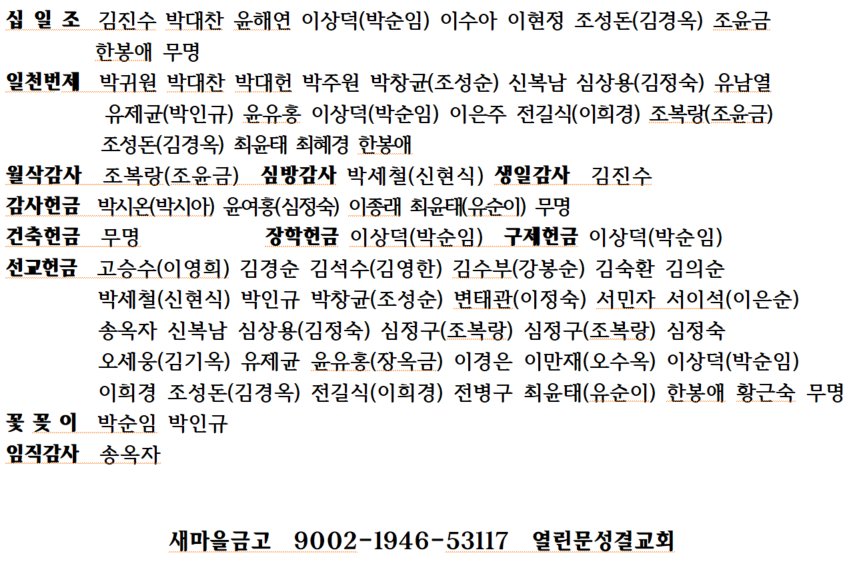 십 일 조 김진수 박대찬 윤해연 이상덕(박순임) 이수아 이현정 조성돈(김경옥) 조윤금
한봉애 무명
일천번제 박귀원 박대찬 박대헌 박주원 박창균(조성순) 신복남 심상용(김정숙) 유남열
유제균(박인규) 윤유홍 이상덕(박순임) 이은주 전길식(이희경) 조복랑(조윤금)
조성돈(김경옥) 최윤태 최혜경 한봉애
월삭감사 조복랑(조윤금) 심방감사 박세철(신현식) 생일감사 김진수
감사헌금 박시온(박시아) 윤여홍(심정숙) 이종래 최윤태(유순이) 무명
건축헌금 무명 장학헌금 이상덕(박순임) 구제헌금 이상덕(박순임)
선교헌금 고승수(이영희) 김경순 김석수(김영한) 김수부(강봉순) 김숙환 김의순
박세철(신현식) 박인규 박창균(조성순) 변태관(이정숙) 서민자 서이석(이은순)
송옥자 신복남 심상용(김정숙) 심정구(조복랑) 심정구(조복랑) 심정숙
오세웅(김기옥) 유제균 윤유홍(장옥금) 이경은 이만재(오수옥) 이상덕(박순임)
이희경 조성돈(김경옥) 전길식(이희경) 전병구 최윤태(유순이) 한봉애 황근숙 무명
꽃 꽂 이 박순임 박인규
임직감사 송옥자
새마을금고 9002-1946-53117 열린문성결교회